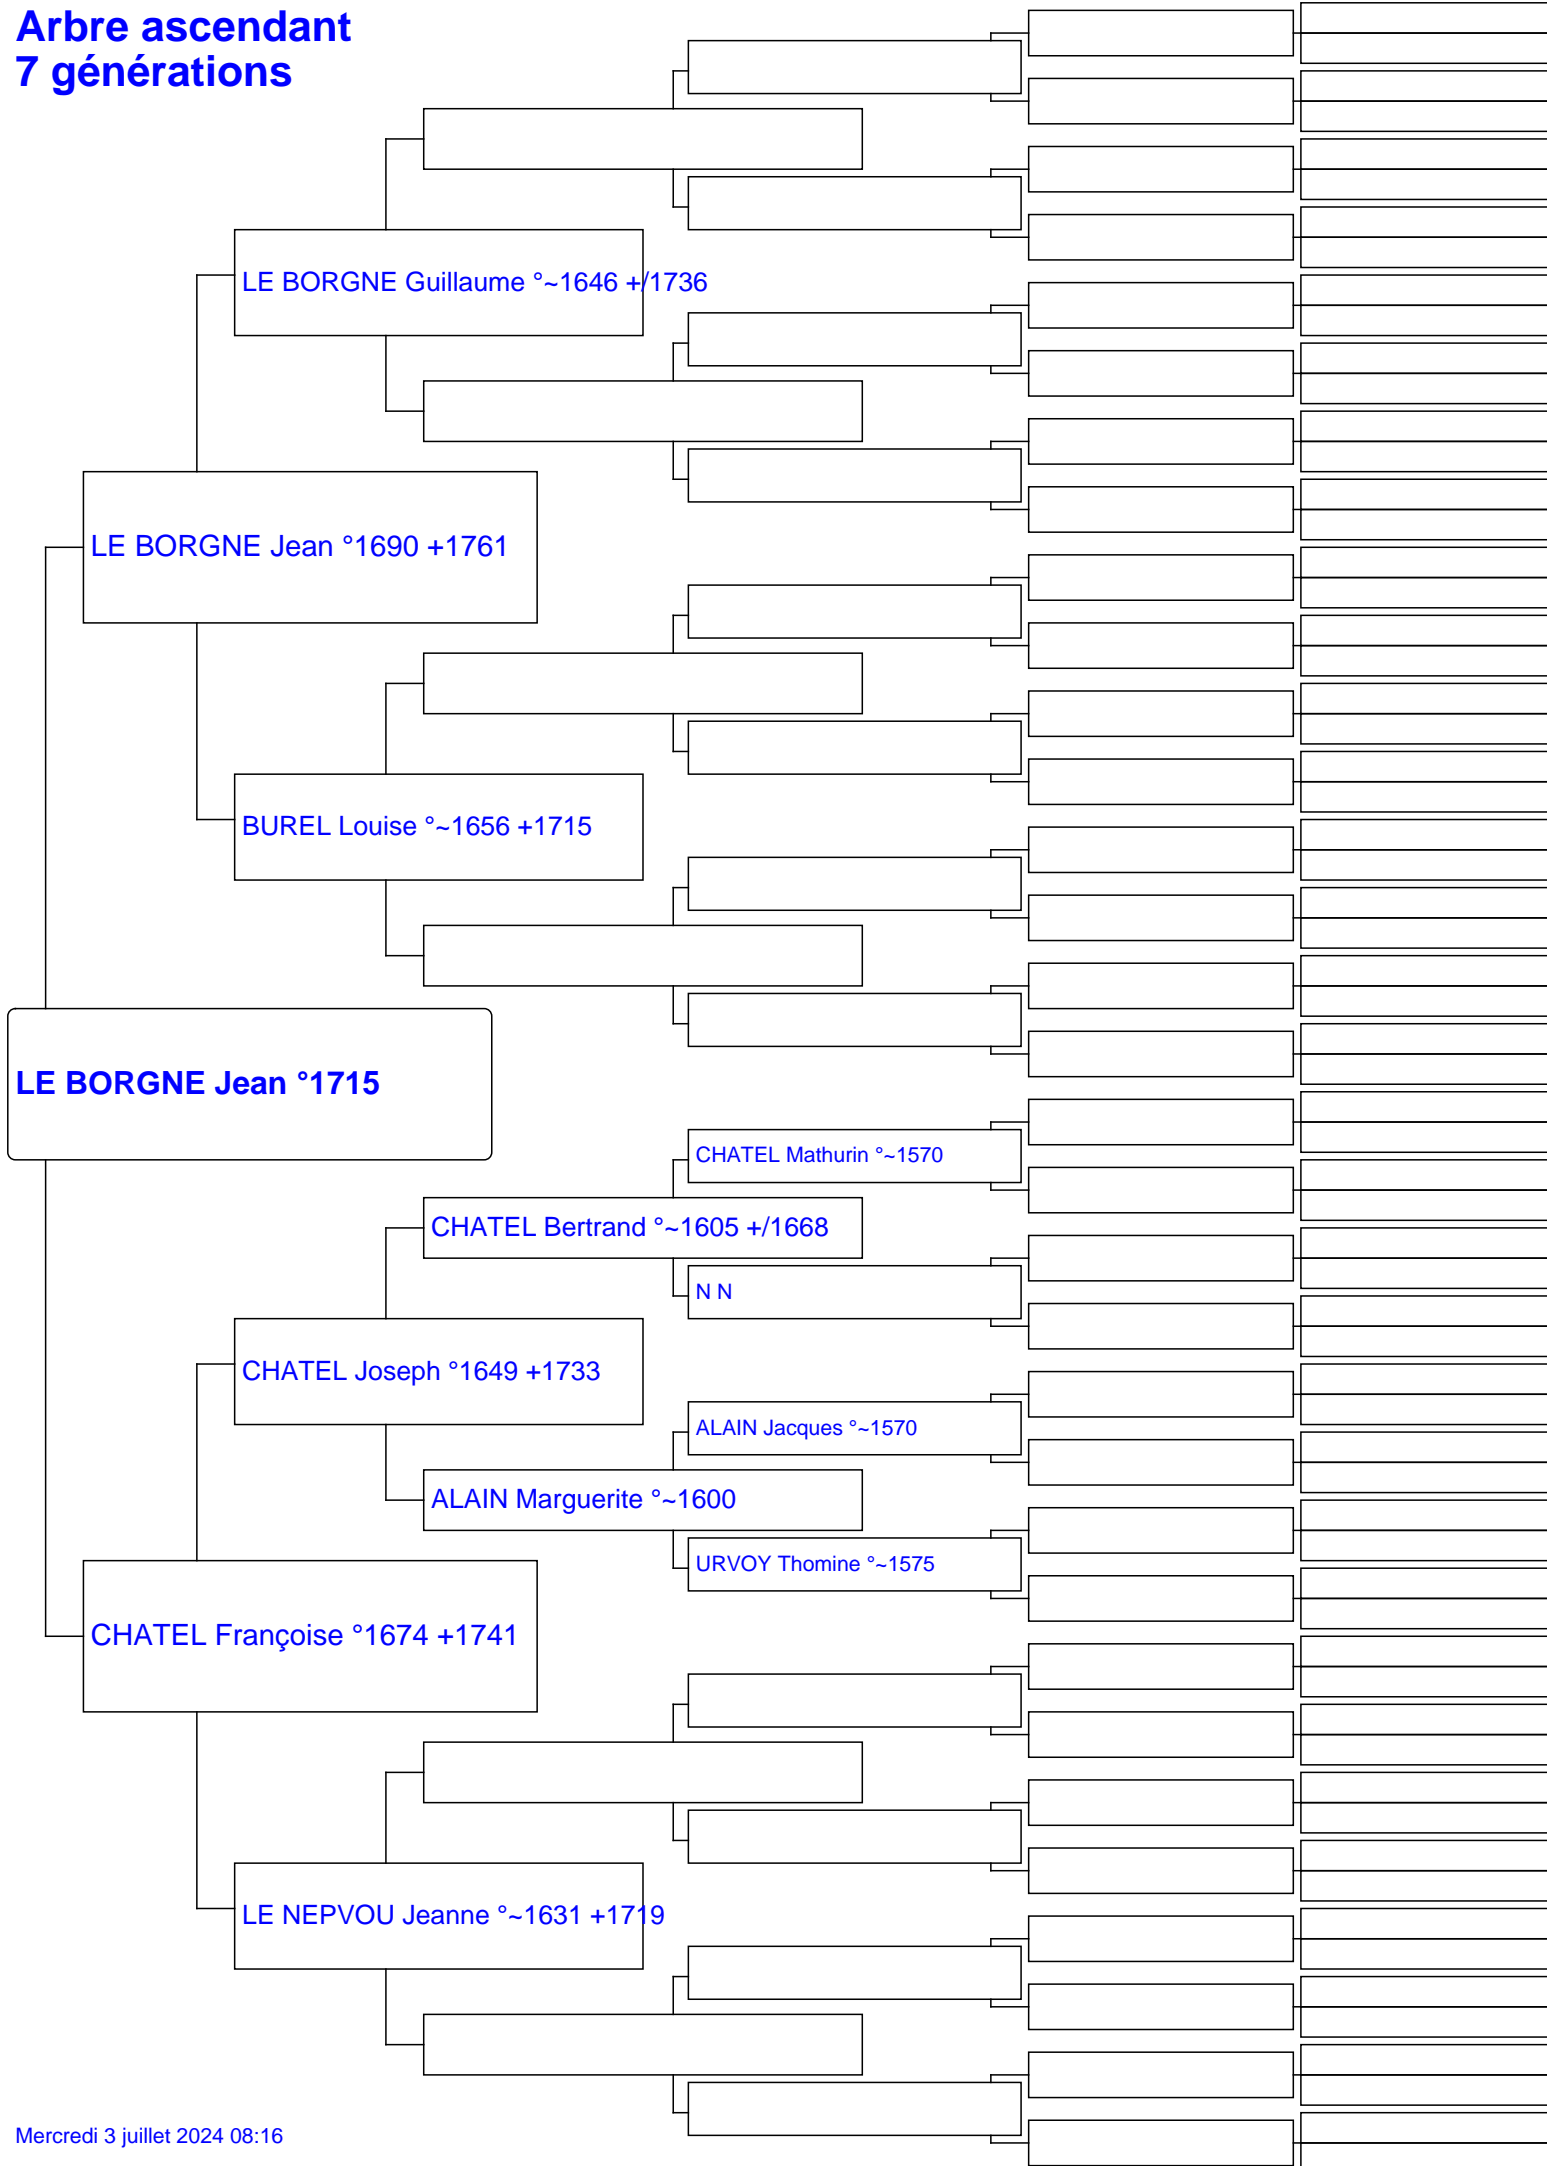 Arbre ascendant
7 générations
LE BORGNE Guillaume °~1646 +/1736
LE BORGNE Jean °1690 +1761
BUREL Louise °~1656 +1715
LE BORGNE Jean °1715
CHATEL Mathurin °~1570
CHATEL Bertrand °~1605 +/1668
N N
CHATEL Joseph °1649 +1733
ALAIN Jacques °~1570
ALAIN Marguerite °~1600
URVOY Thomine °~1575
CHATEL Françoise °1674 +1741
LE NEPVOU Jeanne °~1631 +1719
Mercredi 3 juillet 2024 08:16